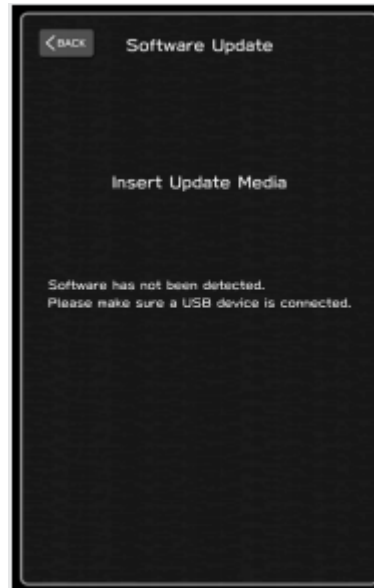 BACK
Software Update
Insert Update Media
Software has not been detected.
Please make sure a USB device is connected.